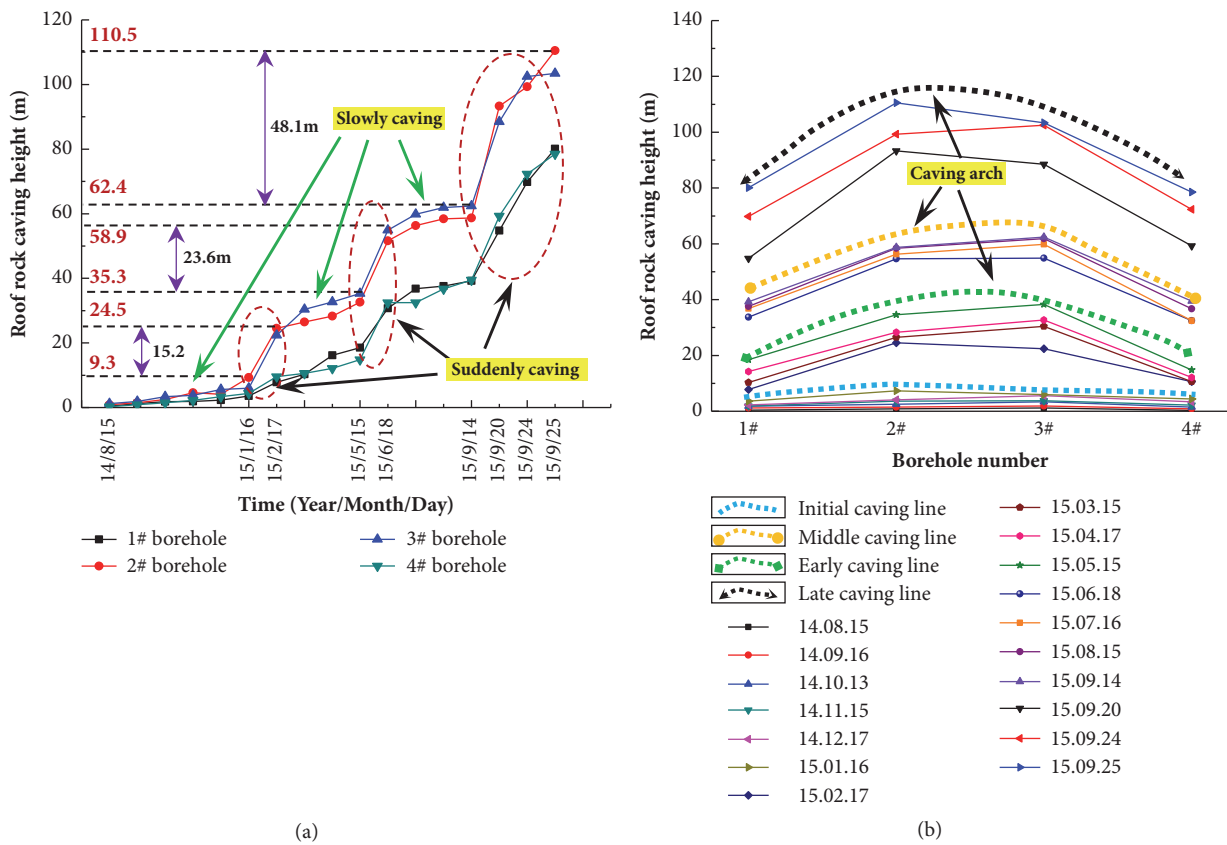 120
100
80
60
40
20
0
Roof rock caving height (m)
110.5
62.4
58.9
35.3
24.5
9.3
48.1m
23.6m
15.2
Slowly caving
Suddenly caving
14/8/15
15/1/16
15/2/17
15/5/15
15/6/18
15/9/14
15/9/20
15/9/24
15/9/25
Time (Year/Month/Day)
1# borehole
2# borehole
3# borehole
4# borehole
(a)
140
120
100
80
60
40
20
0
Roof rock caving height (m)
Caving arch
1#
2#
3#
4#
Borehole number
Initial caving line
Middle caving line
Early caving line
Late caving line
14.08.15
14.09.16
14.10.13
14.11.15
14.12.17
15.01.16
15.02.17
15.03.15
15.04.17
15.05.15
15.06.18
15.07.16
15.08.15
15.09.14
15.09.20
15.09.24
15.09.25
(b)